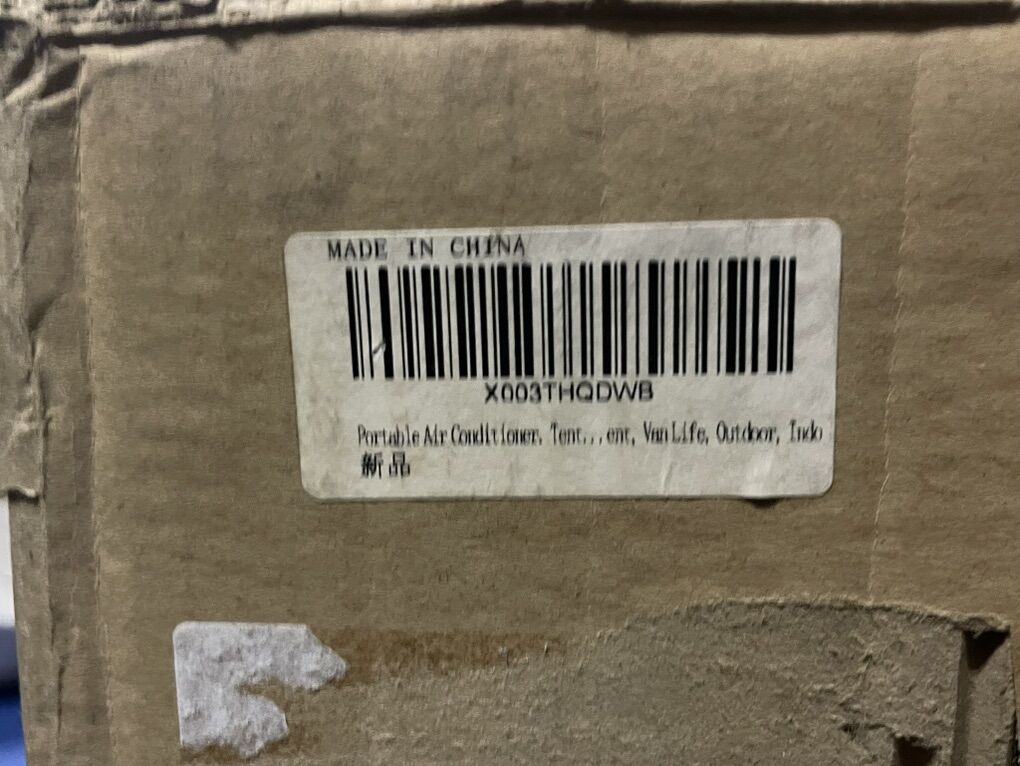 MADE IN CHINA
X003THQDWB
Portable Air Conditioner, Tent...ent, Van Life, Outdoor, Indo
新品